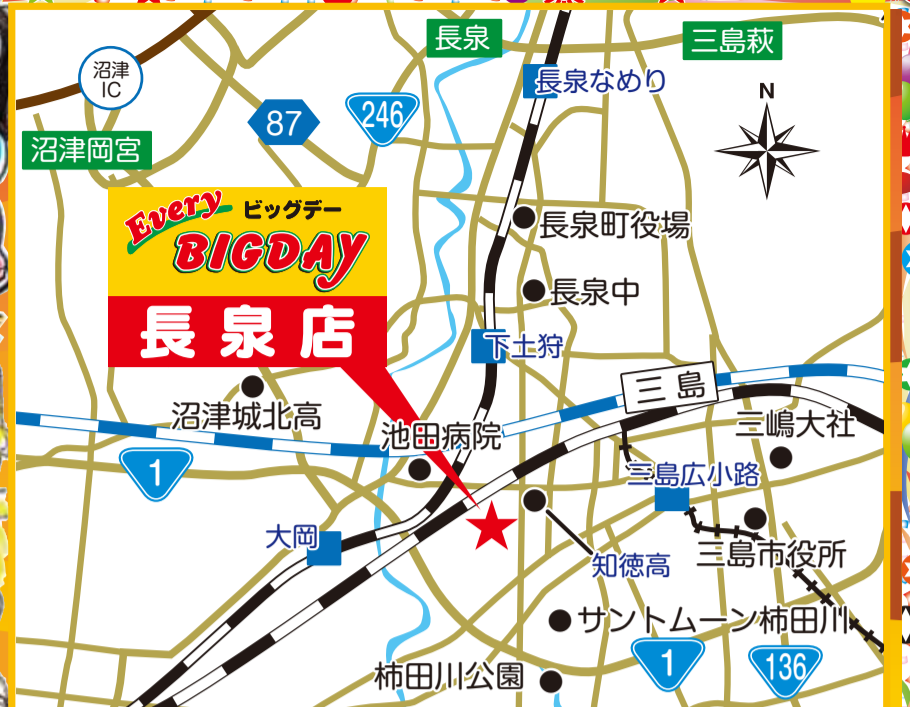 長泉
三島萩
沼津
IC
長泉なめり
87
246
N
沼津岡宮
Every ビッグデー
BIGDAY
長泉町役場
長泉中
長泉店
下土狩
三島
沼津城北高
池田病院
三嶋大社
1
三島広小路
大岡
知徳高
三島市役所
サントムーン柿田川
柿田川公園
1
136